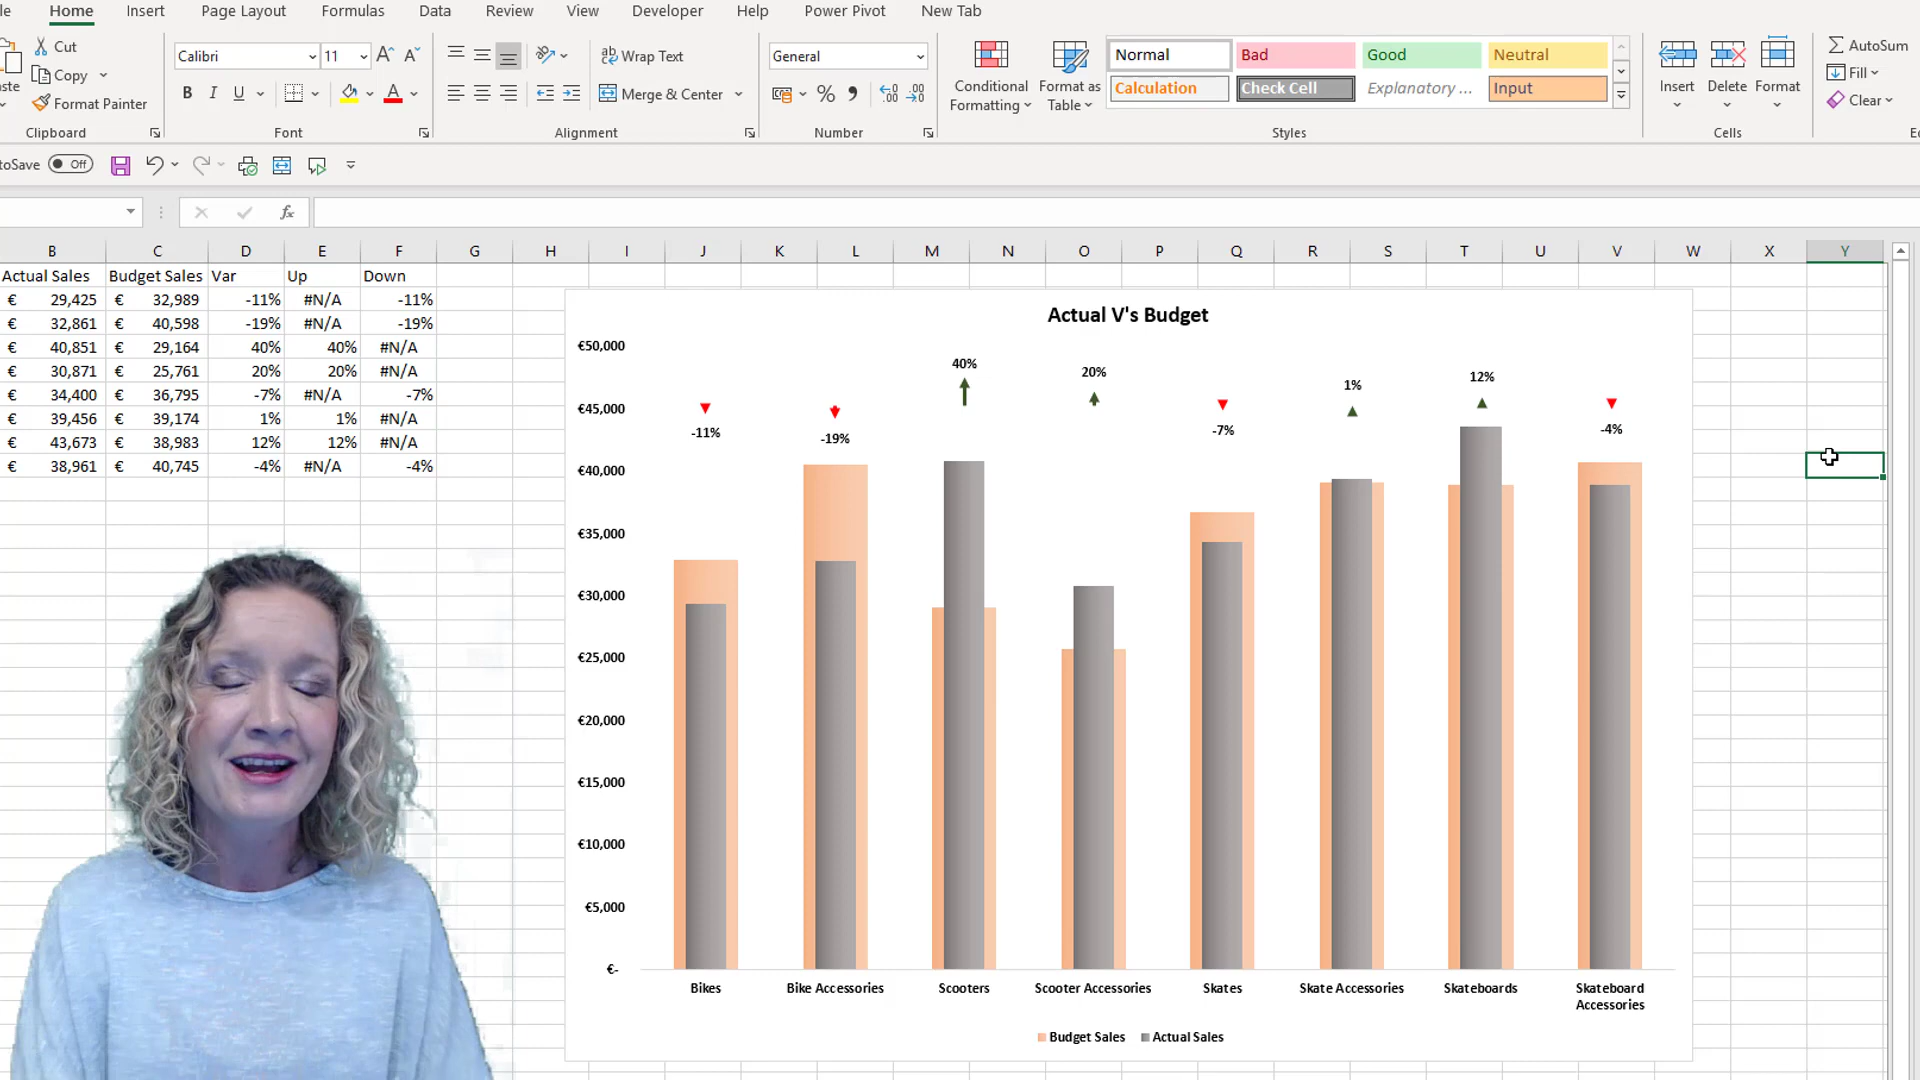 Home Insert Page Layout Formulas Data Review View Developer Help Power Pivot New Tab
Cut
Copy
Format Painter
Clipboard
Calibri 11
B I U
Font
Wrap Text
Merge & Center
Alignment
General
Number
Conditional Formatting
Format as Table
Normal Bad Good Neutral
Calculation Check Cell Explanatory ... Input
Styles
Insert Delete Format
Cells
AutoSum
Fill
Clear
toSave Off
fx
B C D E F G H I J K L M N O P Q R S T U V W X Y
Actual Sales Budget Sales Var Up Down
€ 29,425 € 32,989 -11% #N/A -11%
€ 32,861 € 40,598 -19% #N/A -19%
€ 40,851 € 29,164 40% 40% #N/A
€ 30,871 € 25,761 20% 20% #N/A
€ 34,400 € 36,795 -7% #N/A -7%
€ 39,456 € 39,174 1% 1% #N/A
€ 43,673 € 38,983 12% 12% #N/A
€ 38,961 € 40,745 -4% #N/A -4%
Actual V's Budget
€50,000
€45,000
€40,000
€35,000
€30,000
€25,000
€20,000
€15,000
€10,000
€5,000
€-
-11% -19% 40% 20% -7% 1% 12% -4%
Bikes Bike Accessories Scooters Scooter Accessories Skates Skate Accessories Skateboards Skateboard
Accessories
Budget Sales Actual Sales